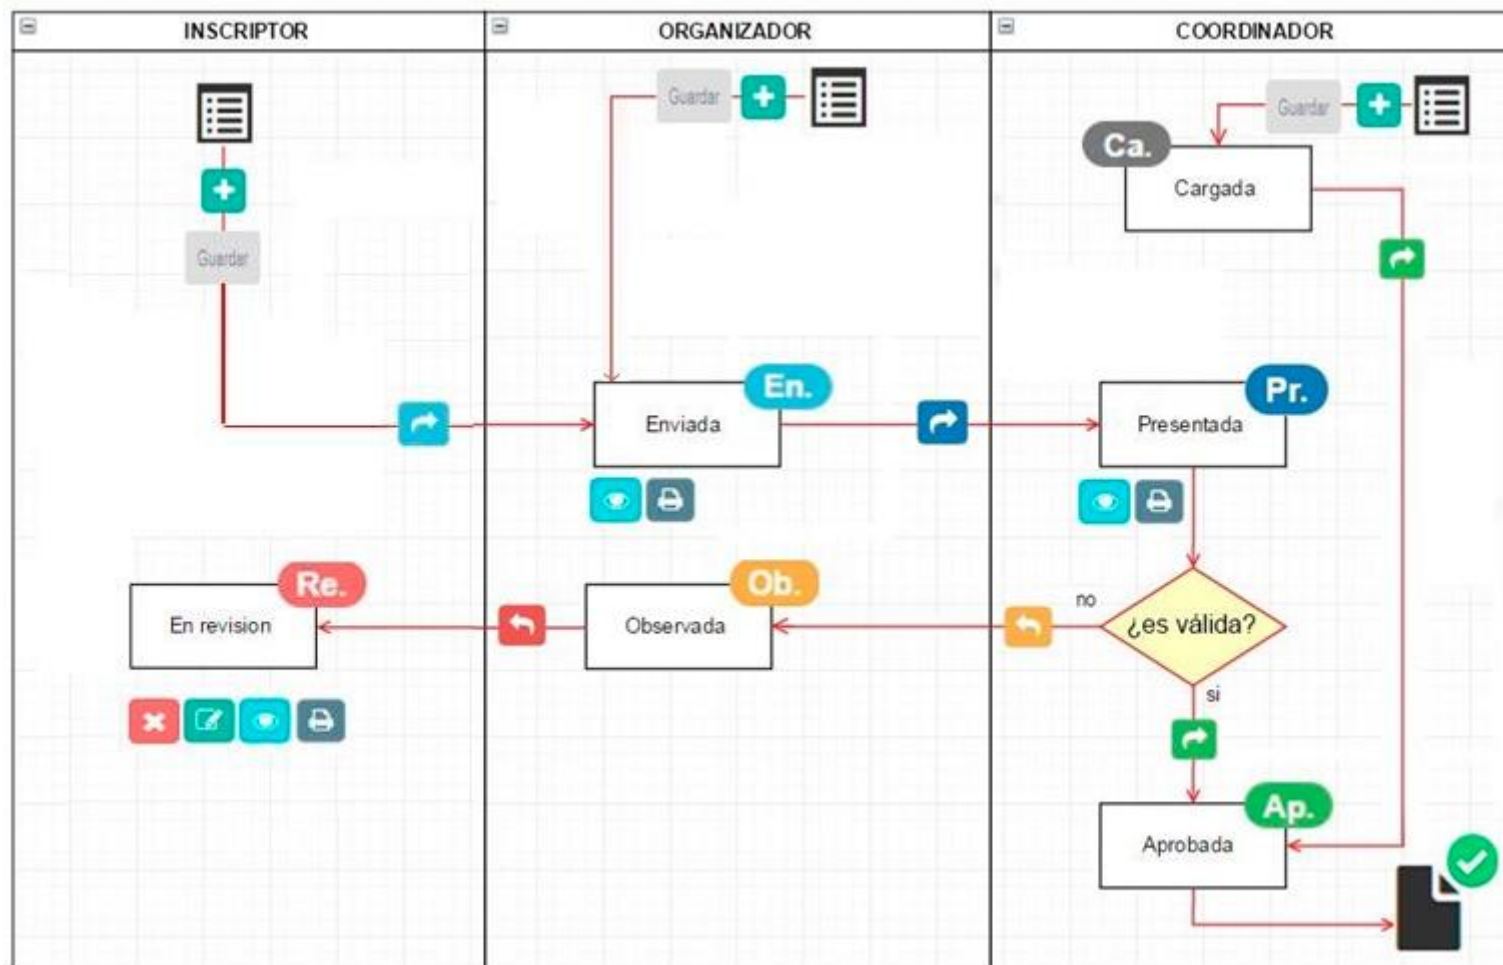 INSCRIPTOR
ORGANIZADOR
COORDINADOR
Guardar
Guardar
Guardar
Ca.
Cargada
En.
Enviada
Pr.
Presentada
Re.
En revision
Ob.
Observada
no
¿es válida?
si
Ap.
Aprobada